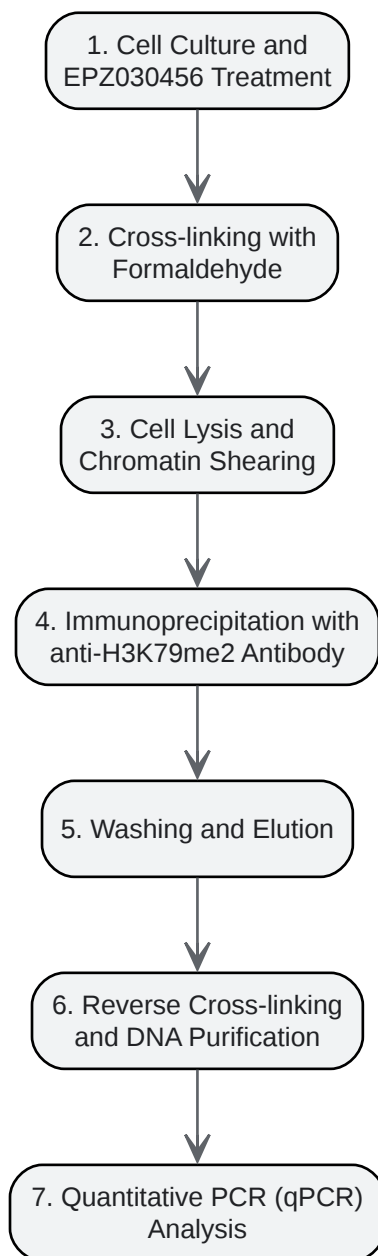 1. Cell Culture and
EPZ030456 Treatment
2. Cross-linking with
Formaldehyde
3. Cell Lysis and
Chromatin Shearing
4. Immunoprecipitation with
anti-H3K79me2 Antibody
5. Washing and Elution
6. Reverse Cross-linking
and DNA Purification
7. Quantitative PCR (qPCR)
Analysis